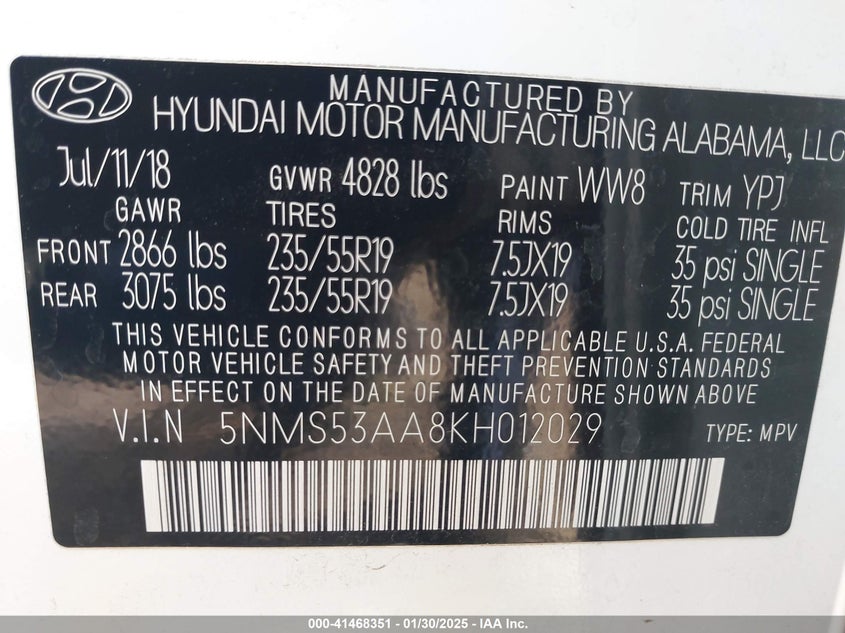 MANUFACTURED BY
HYUNDAI MOTOR MANUFACTURING ALABAMA, LLC
Jul/11/18 GVWR 4828 lbs PAINT WW8 TRIM YPJ
GAWR TIRES RIMS COLD TIRE INFL
FRONT 2866 lbs 235/55R19 7.5JX19 35 psi SINGLE
REAR 3075 lbs 235/55R19 7.5JX19 35 psi SINGLE
THIS VEHICLE CONFORMS TO ALL APPLICABLE U.S.A. FEDERAL
MOTOR VEHICLE SAFETY AND THEFT PREVENTION STANDARDS
IN EFFECT ON THE DATE OF MANUFACTURE SHOWN ABOVE
V.I.N 5NMS53AA8KH012029 TYPE: MPV
000-41468351 - 01/30/2025 - IAA Inc.